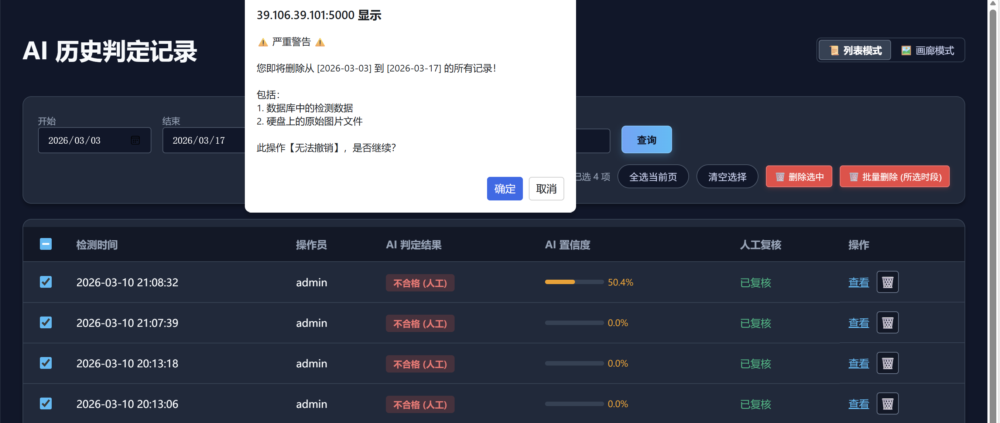 39.106.39.101:5000 显示
⚠ 严重警告 ⚠
您即将删除从 [2026-03-03] 到 [2026-03-17] 的所有记录！
包括：
1. 数据库中的检测数据
2. 硬盘上的原始图片文件
此操作【无法撤销】，是否继续？
确定 取消
AI 历史判定记录
列表模式 画廊模式
开始 结束
2026/03/03 2026/03/17 查询
已选 4 项 全选当前页 清空选择 删除选中 批量删除 (所选时段)
检测时间 操作员 AI 判定结果 AI 置信度 人工复核 操作
2026-03-10 21:08:32 admin 不合格 (人工) 50.4% 已复核 查看
2026-03-10 21:07:39 admin 不合格 (人工) 0.0% 已复核 查看
2026-03-10 20:13:18 admin 不合格 (人工) 0.0% 已复核 查看
2026-03-10 20:13:06 admin 不合格 (人工) 0.0% 已复核 查看